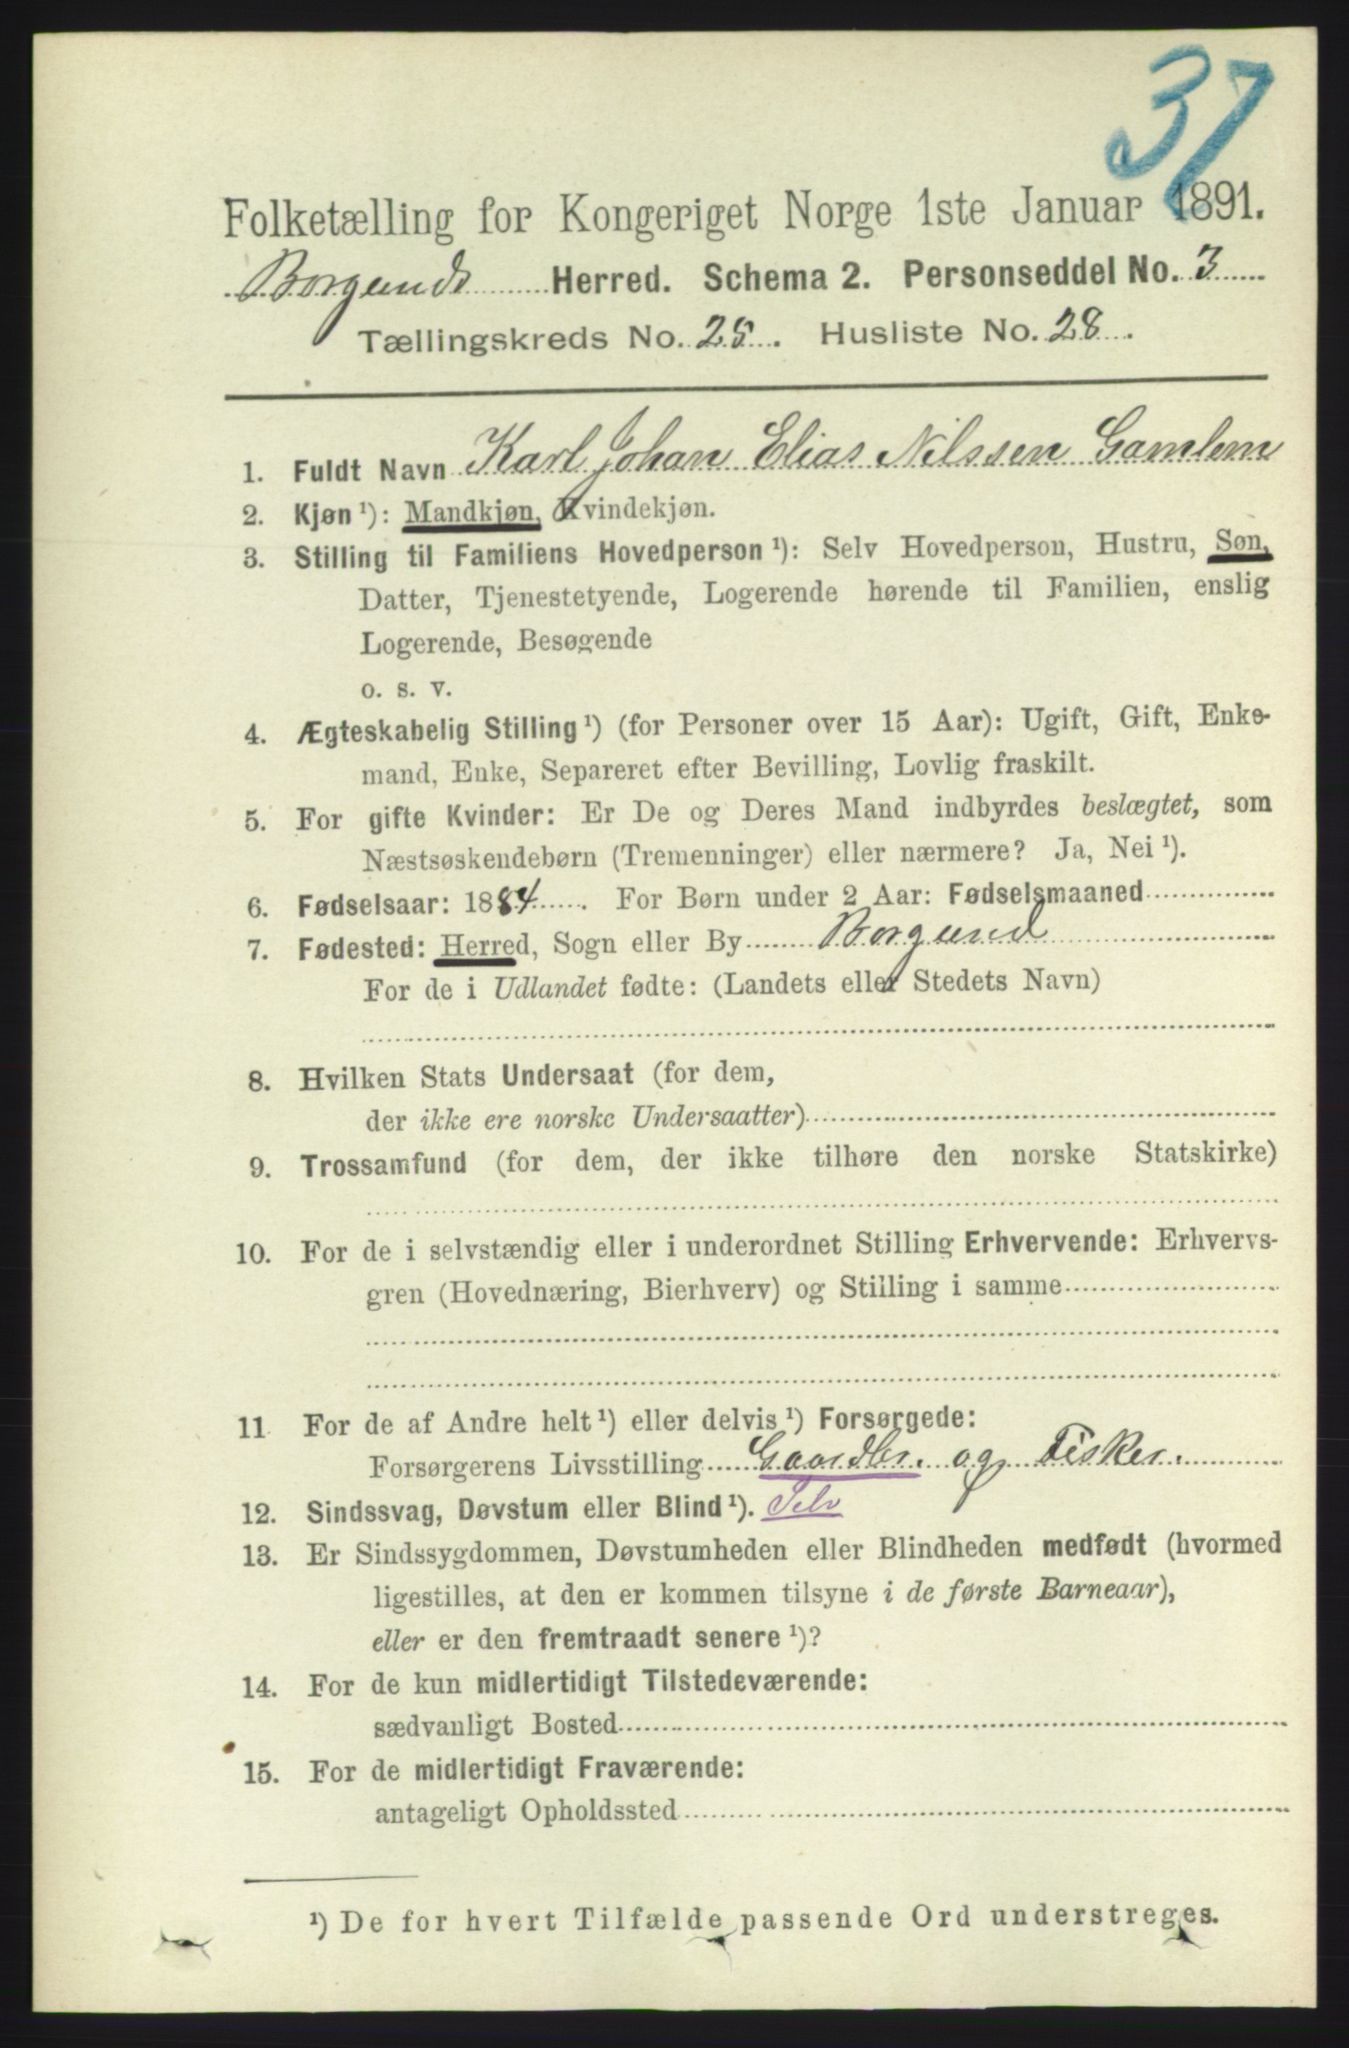 37
Folketælling for Kongeriget Norge 1ste Januar 1891.
Borgunds Herred. Schema 2. Personseddel No. 3
Tællingskreds No. 25. Husliste No. 28.
1. Fuldt Navn Karl Johan Elias Nilssen Gamlem
2. Kjøn ¹): Mandkjøn, Kvindekjøn.
3. Stilling til Familiens Hovedperson ¹): Selv Hovedperson, Hustru, Søn,
Datter, Tjenestetyende, Logerende hørende til Familien, enslig
Logerende, Besøgende
o. s. v.
4. Ægteskabelig Stilling ¹) (for Personer over 15 Aar): Ugift, Gift, Enke-
mand, Enke, Separeret efter Bevilling, Lovlig fraskilt.
5. For gifte Kvinder: Er De og Deres Mand indbyrdes beslægtet, som
Næstsøskendebørn (Tremenninger) eller nærmere? Ja, Nei ¹).
6. Fødselsaar: 1884. For Børn under 2 Aar: Fødselsmaaned
7. Fødested: Herred, Sogn eller By Borgund
For de i Udlandet fødte: (Landets eller Stedets Navn)
8. Hvilken Stats Undersaat (for dem,
der ikke ere norske Undersaatter)
9. Trossamfund (for dem, der ikke tilhøre den norske Statskirke)
10. For de i selvstændig eller i underordnet Stilling Erhvervende: Erhvervs-
gren (Hovednæring, Bierhverv) og Stilling i samme
11 For de af Andre helt ¹) eller delvis ¹) Forsørgede:
Forsørgerens Livsstilling Gaardbr. og Fisker.
12. Sindssvag, Døvstum eller Blind ¹). Selv
13. Er Sindssygdommen, Døvstumheden eller Blindheden medfødt (hvormed
ligestilles, at den er kommen tilsyne i de første Barneaar),
eller er den fremtraadt senere ¹)?
14. For de kun midlertidigt Tilstedeværende:
sædvanligt Bosted
15. For de midlertidigt Fraværende:
antageligt Opholdssted
¹) De for hvert Tilfælde passende Ord understreges.